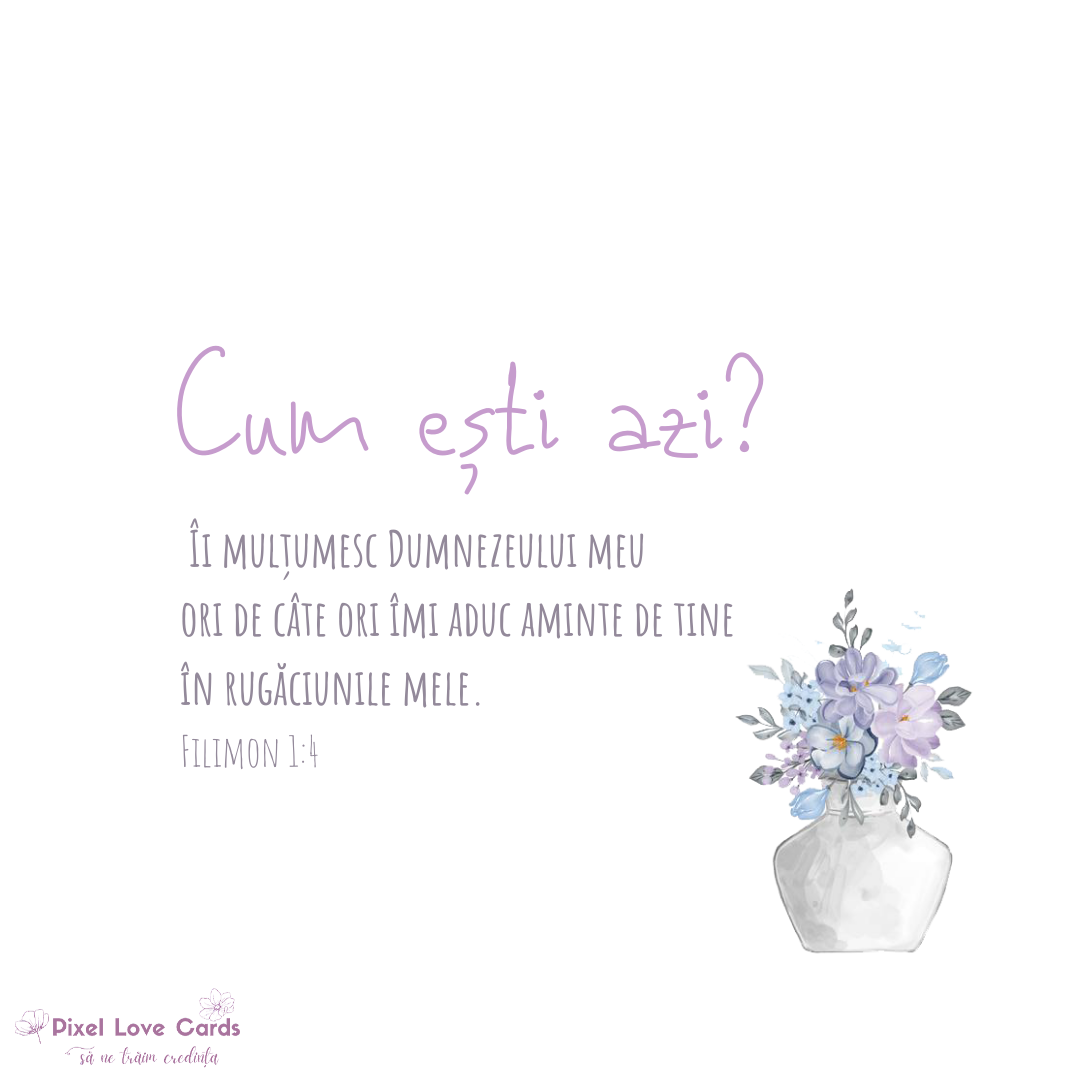 Cum ești azi?
Îi mulțumesc Dumnezeului meu
ori de câte ori îmi aduc aminte de tine
în rugăciunile mele.
Filimon 1:4
Pixel Love Cards
să ne trăim credința